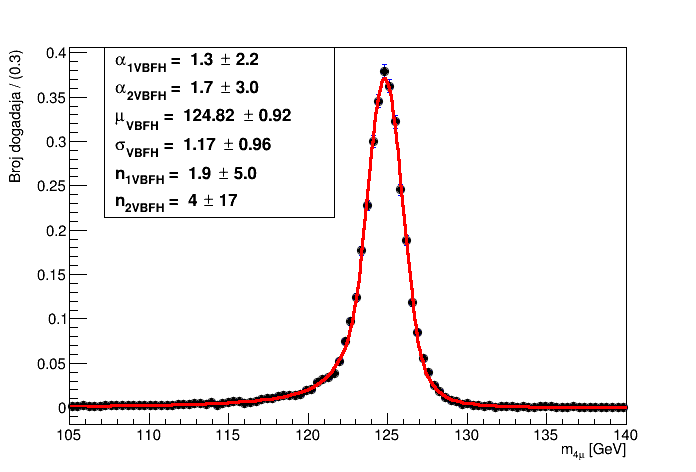 Broj dogadaja / (0.3)
0.4
0.35
0.3
0.25
0.2
0.15
0.1
0.05
0
α1VBFH = 1.3 ± 2.2
α2VBFH = 1.7 ± 3.0
μVBFH = 124.82 ± 0.92
σVBFH = 1.17 ± 0.96
n1VBFH = 1.9 ± 5.0
n2VBFH = 4 ± 17
105 110 115 120 125 130 135 140
m4μ [GeV]